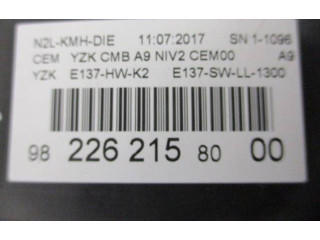 N2L-KMH-DIE 11:07:2017 SN 1-1096
CEM YZK CMB A9 NIV2 CEM00 A9
YZK E137-HW-K2 E137-SW-LL-1300
98 226 215 80 00